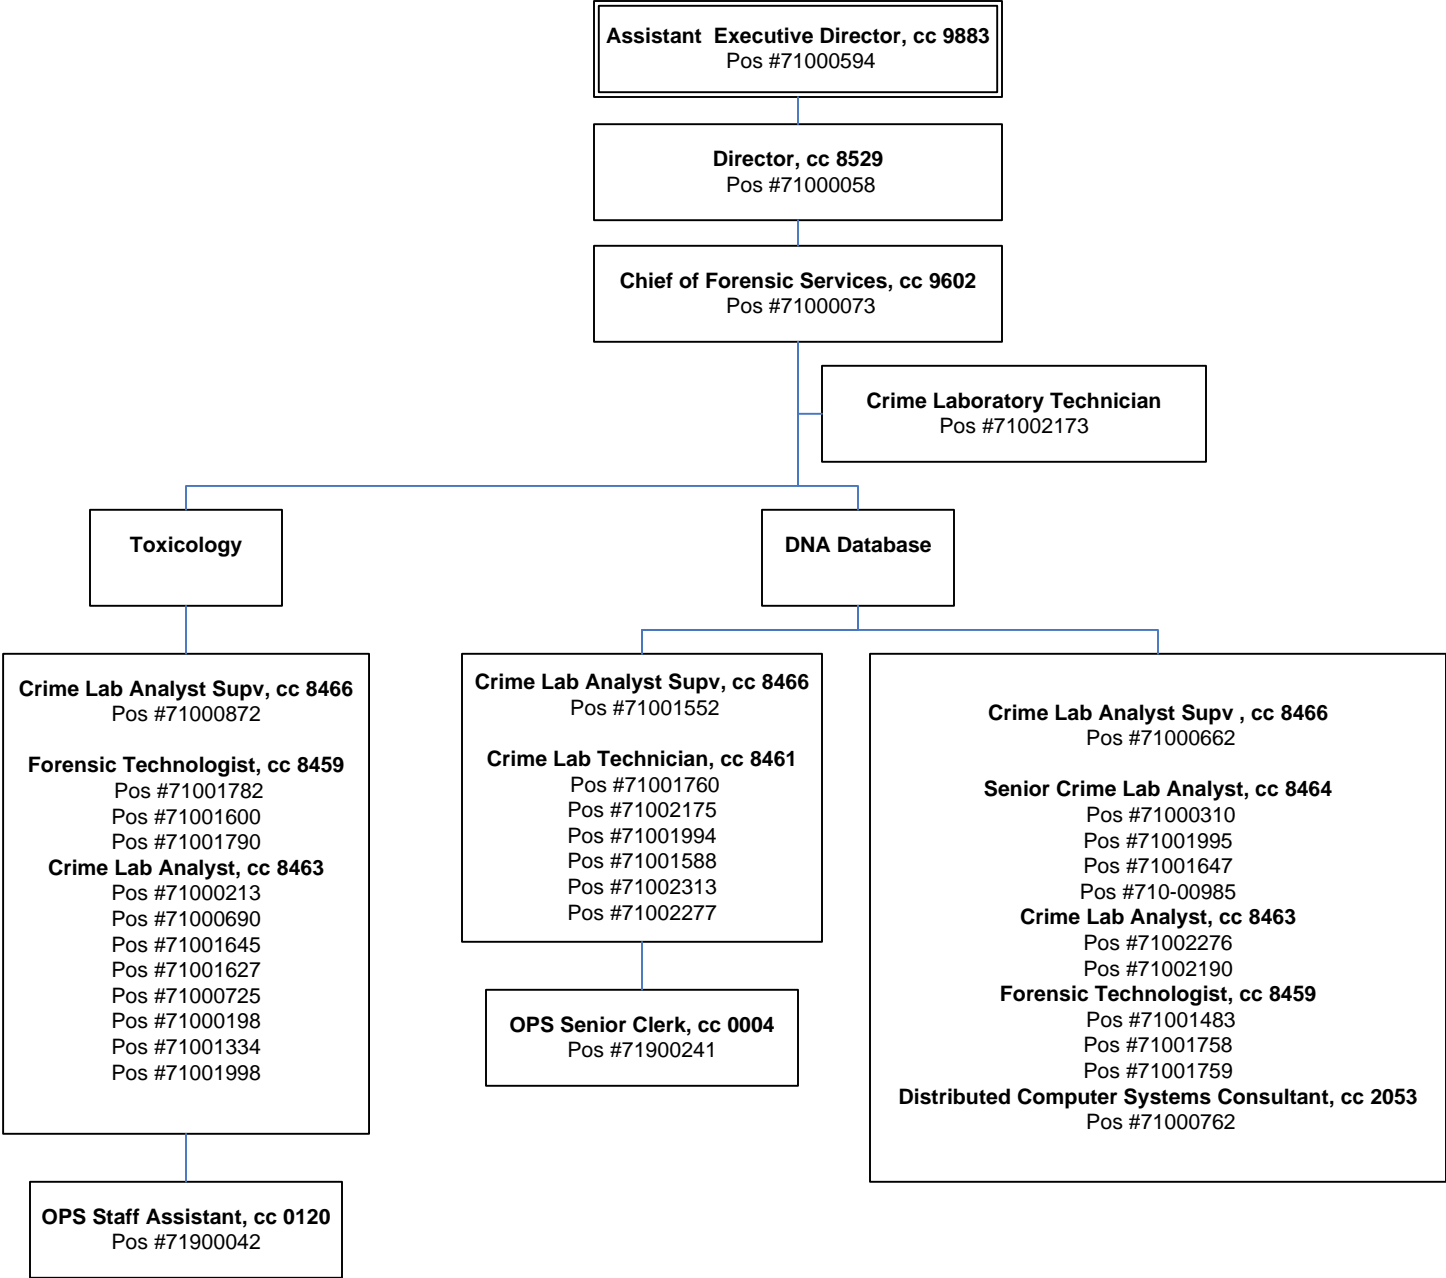 Assistant  Executive Director, cc 9883
Pos #71000594
Director, cc 8529
Pos #71000058
Chief of Forensic Services, cc 9602
Pos #71000073
Crime Laboratory Technician
Pos #71002173
Toxicology
DNA Database
Crime Lab Analyst Supv, cc 8466
Pos #71000872
Forensic Technologist, cc 8459
Pos #71001782
Pos #71001600
Pos #71001790
Crime Lab Analyst, cc 8463
Pos #71000213
Pos #71000690
Pos #71001645
Pos #71001627
Pos #71000725
Pos #71000198
Pos #71001334
Pos #71001998
OPS Staff Assistant, cc 0120
Pos #71900042
Crime Lab Analyst Supv, cc 8466
Pos #71001552
Crime Lab Technician, cc 8461
Pos #71001760
Pos #71002175
Pos #71001994
Pos #71001588
Pos #71002313
Pos #71002277
OPS Senior Clerk, cc 0004
Pos #71900241
Crime Lab Analyst Supv , cc 8466
Pos #71000662
Senior Crime Lab Analyst, cc 8464
Pos #71000310
Pos #71001995
Pos #71001647
Pos #710-00985
Crime Lab Analyst, cc 8463
Pos #71002276
Pos #71002190
Forensic Technologist, cc 8459
Pos #71001483
Pos #71001758
Pos #71001759
Distributed Computer Systems Consultant, cc 2053
Pos #71000762